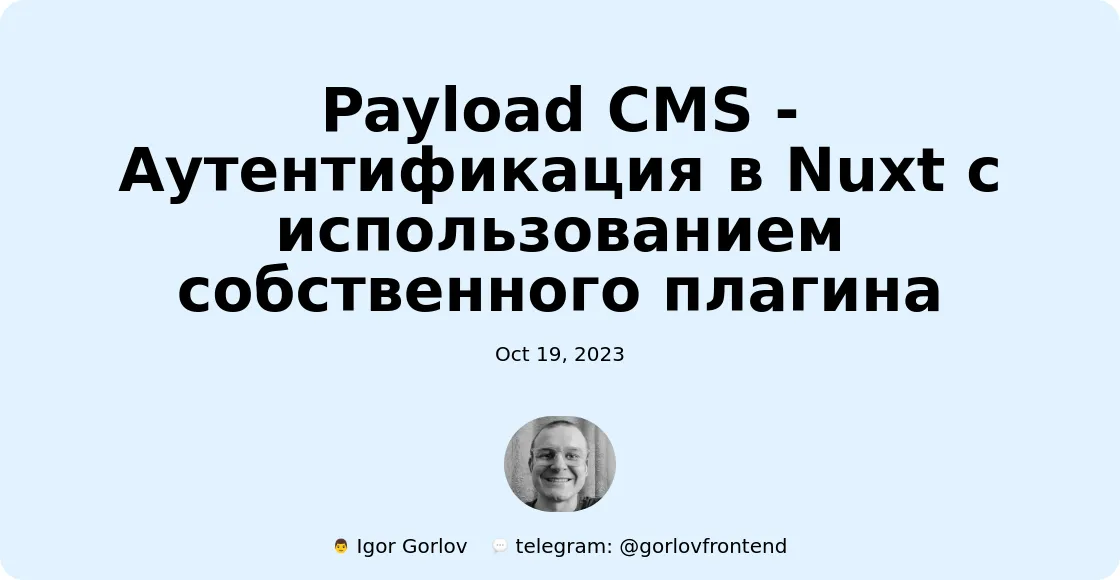 Payload CMS -
Аутентификация в Nuxt с
использованием
собственного плагина
Oct 19, 2023
Igor Gorlov telegram: @gorlovfrontend